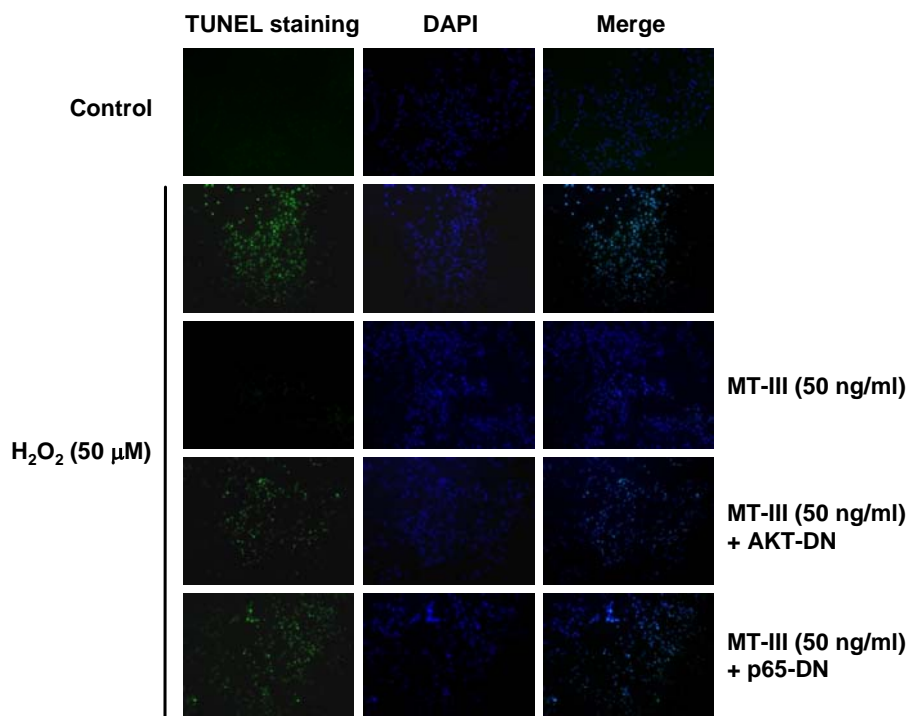 TUNEL staining DAPI Merge
Control
MT-III (50 ng/ml)
H₂O₂ (50 μM)
MT-III (50 ng/ml)
+ AKT-DN
MT-III (50 ng/ml)
+ p65-DN